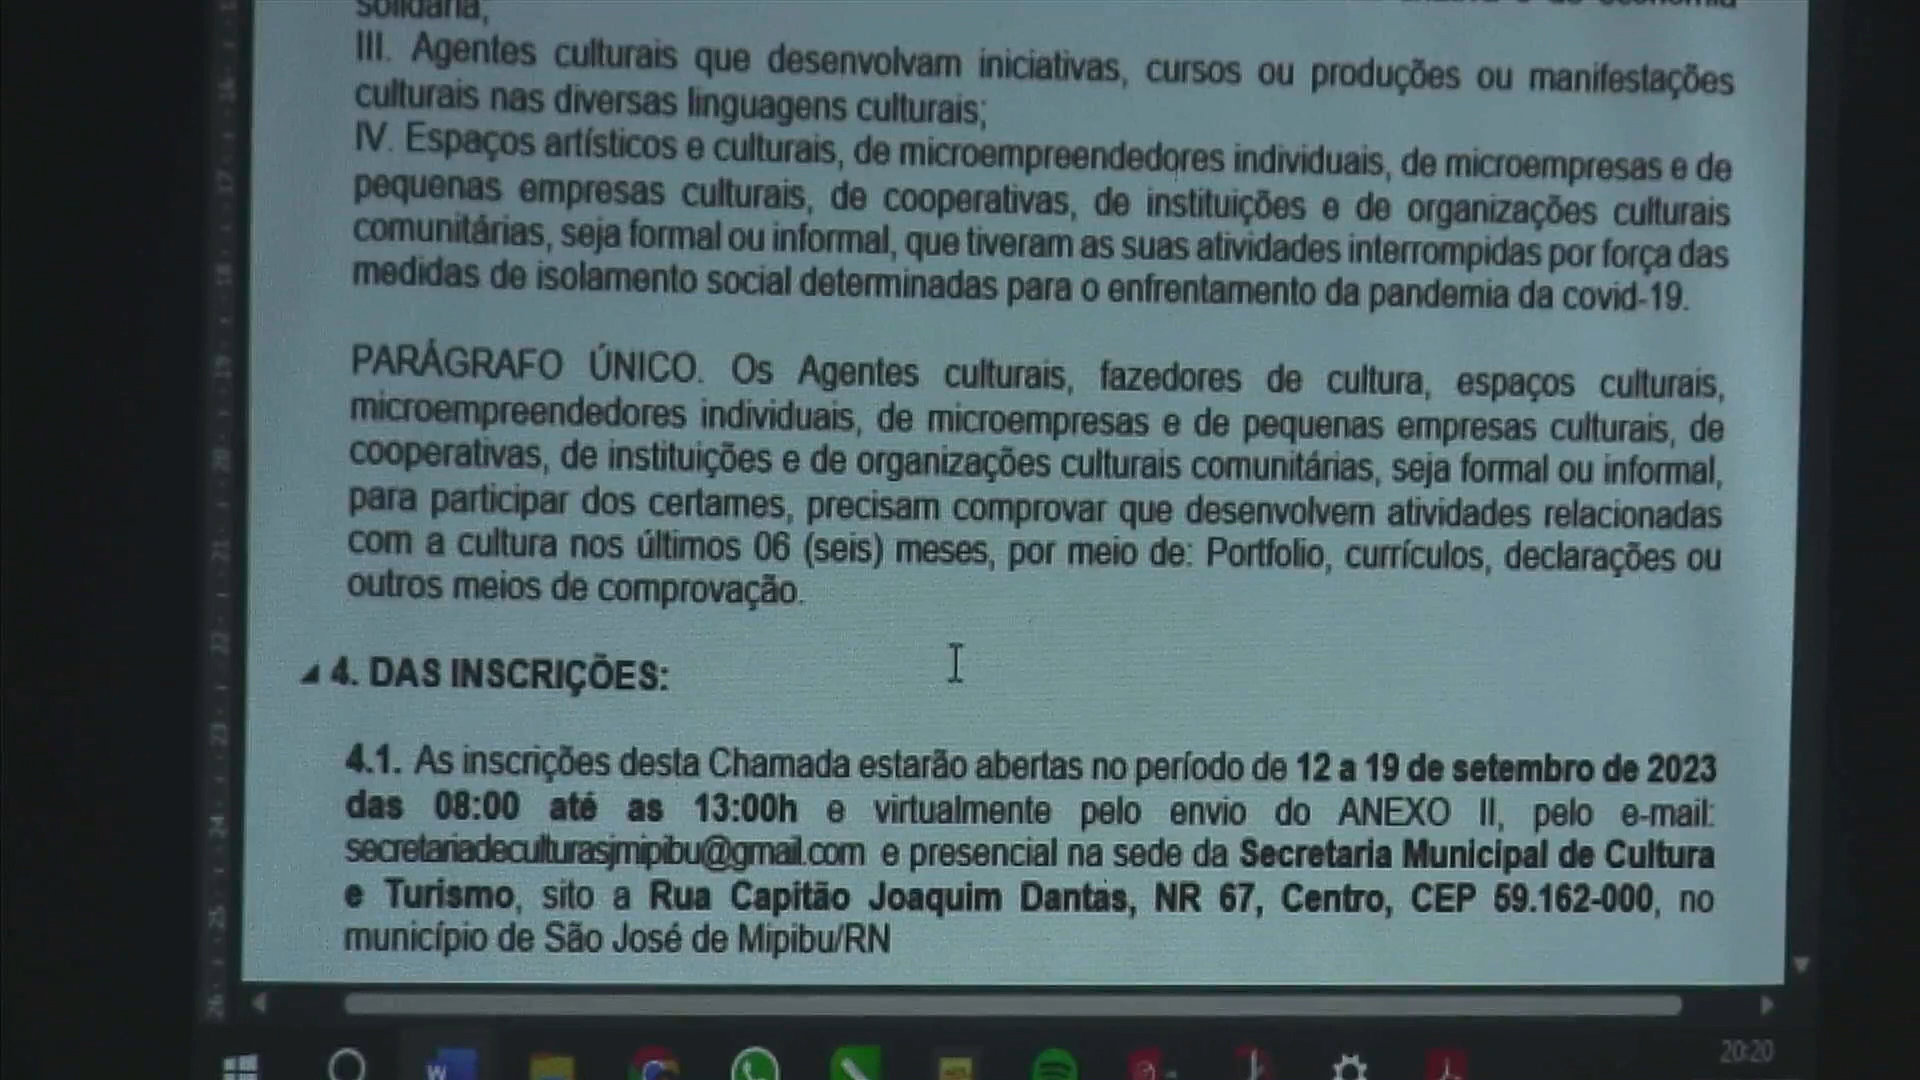 solidária;
III. Agentes culturais que desenvolvam iniciativas, cursos ou produções ou manifestações
culturais nas diversas linguagens culturais;
IV. Espaços artísticos e culturais, de microempreendedores individuais, de microempresas e de
pequenas empresas culturais, de cooperativas, de instituições e de organizações culturais
comunitárias, seja formal ou informal, que tiveram as suas atividades interrompidas por força das
medidas de isolamento social determinadas para o enfrentamento da pandemia da covid-19.
PARÁGRAFO ÚNICO. Os Agentes culturais, fazedores de cultura, espaços culturais,
microempreendedores individuais, de microempresas e de pequenas empresas culturais, de
cooperativas, de instituições e de organizações culturais comunitárias, seja formal ou informal,
para participar dos certames, precisam comprovar que desenvolvem atividades relacionadas
com a cultura nos últimos 06 (seis) meses, por meio de: Portfolio, currículos, declarações ou
outros meios de comprovação.
4. DAS INSCRIÇÕES:
4.1. As inscrições desta Chamada estarão abertas no período de 12 a 19 de setembro de 2023
das 08:00 até as 13:00h e virtualmente pelo envio do ANEXO II, pelo e-mail:
secretariadeculturasjmipibu@gmail.com e presencial na sede da Secretaria Municipal de Cultura
e Turismo, sito a Rua Capitão Joaquim Dantas, NR 67, Centro, CEP 59.162-000, no
município de São José de Mipibu/RN
20:20